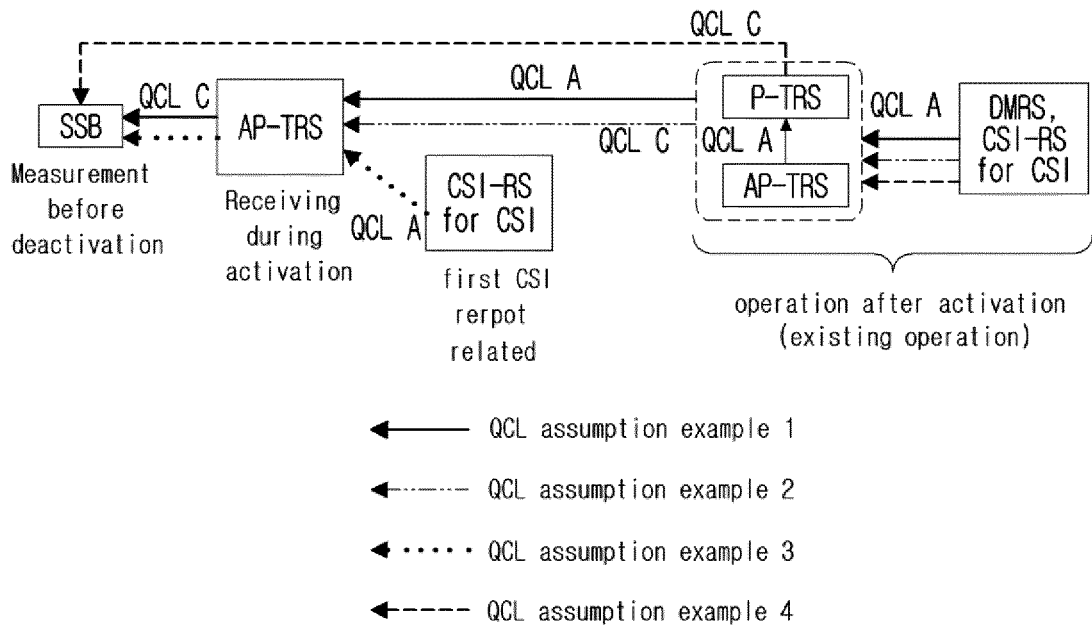 QCL C
QCL C
SSB
AP-TRS
QCL A
QCL C
P-TRS
QCL A
AP-TRS
QCL A
DMRS,
CSI-RS
for CSI
Measurement
before
deactivation
Receiving
during
activation
QCL A
CSI-RS
for CSI
first CSI
rerpot
related
operation after activation
(existing operation)
QCL assumption example 1
QCL assumption example 2
QCL assumption example 3
QCL assumption example 4